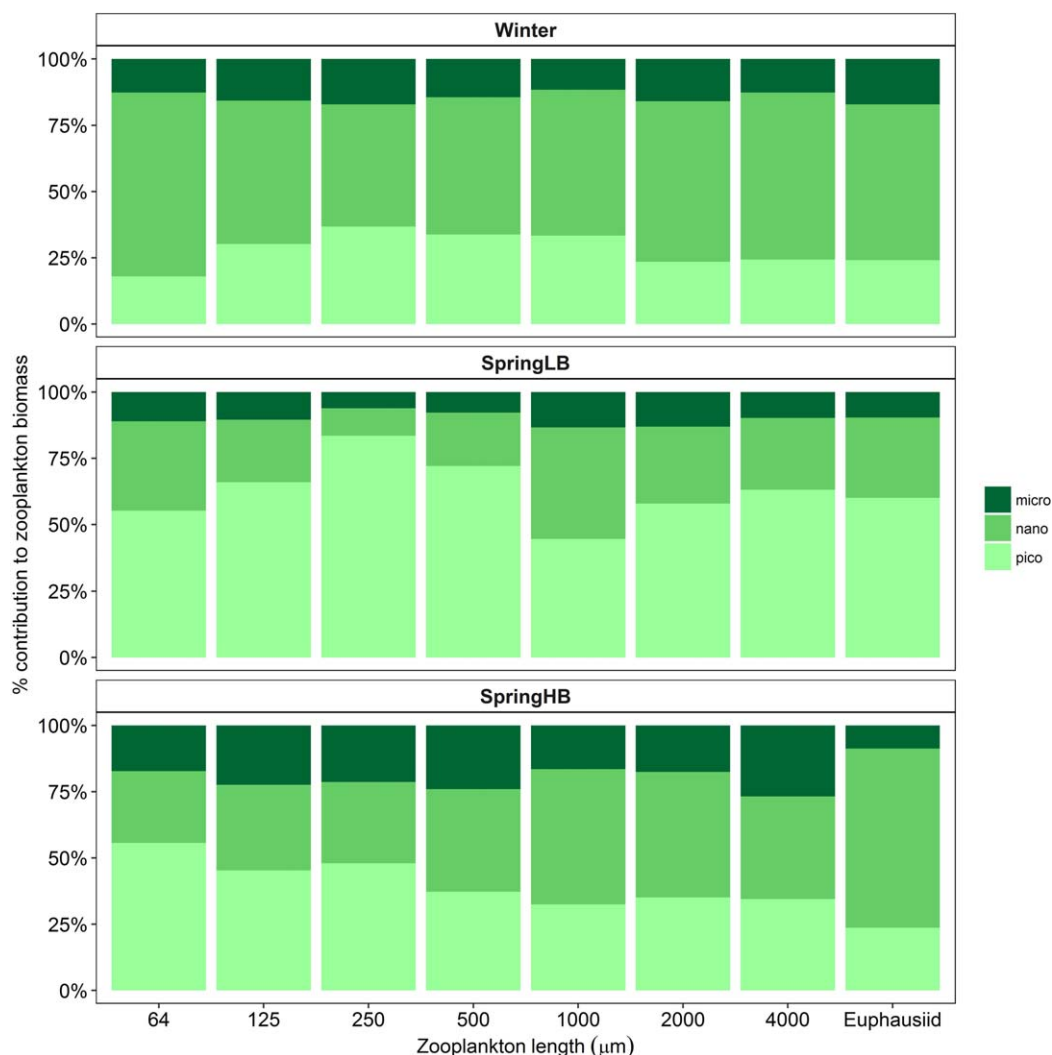 Winter
100%
75%
50%
25%
0%
SpringLB
100%
75%
50%
25%
0%
SpringHB
100%
75%
50%
25%
0%
% contribution to zooplankton biomass
64 125 250 500 1000 2000 4000 Euphausiid
Zooplankton length (μm)
micro
nano
pico